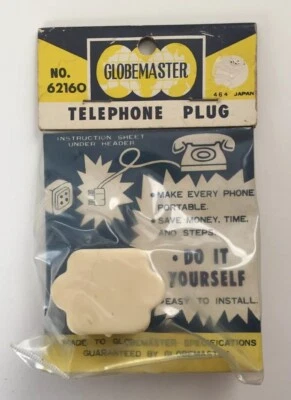 NO.
62160
GLOBEMASTER
464 JAPAN
TELEPHONE PLUG
INSTRUCTION SHEET
UNDER HEADER
• MAKE EVERY PHONE
PORTABLE.
• SAVE MONEY, TIME,
AND STEPS
• DO IT
YOURSELF
EASY TO INSTALL
MADE TO GLOBEMASTER SPECIFICATIONS
GUARANTEED BY GLOBEMASTER